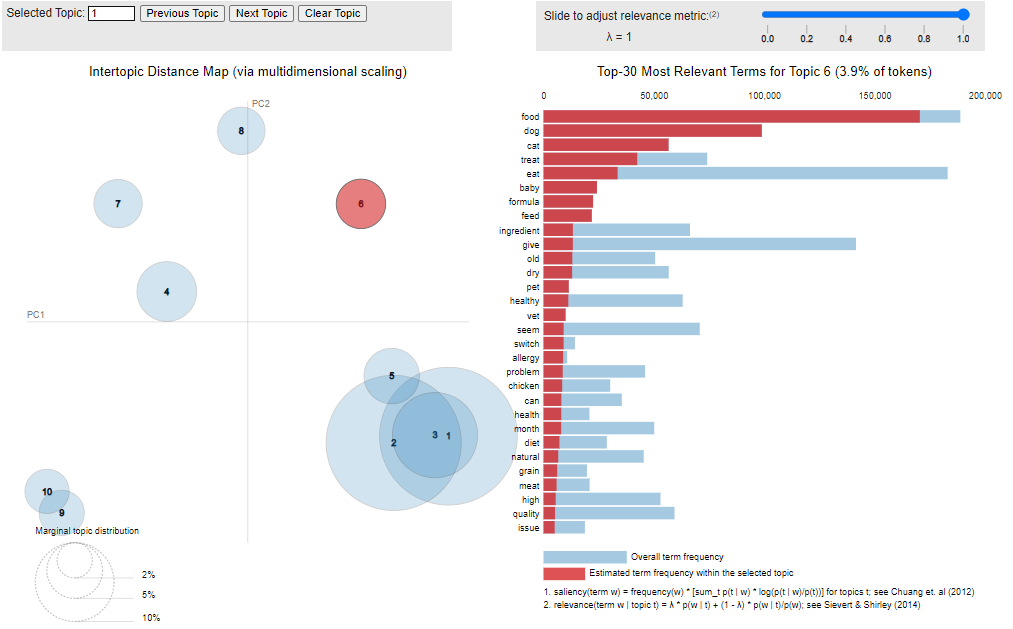 Selected Topic: 1 Previous Topic Next Topic Clear Topic
Slide to adjust relevance metric:(2)
λ = 1
0.0 0.2 0.4 0.6 0.8 1.0
Intertopic Distance Map (via multidimensional scaling)
PC2
PC1
8
7
6
4
5
2
3
1
10
9
Marginal topic distribution
2%
5%
10%
Top-30 Most Relevant Terms for Topic 6 (3.9% of tokens)
0 50,000 100,000 150,000 200,000
food
dog
cat
treat
eat
baby
formula
feed
ingredient
give
old
dry
pet
healthy
vet
seem
switch
allergy
problem
chicken
can
health
month
diet
natural
grain
meat
high
quality
issue
Overall term frequency
Estimated term frequency within the selected topic
1. saliency(term w) = frequency(w) * [sum_t p(t | w) * log(p(t | w)/p(t))] for topics t; see Chuang et. al (2012)
2. relevance(term w | topic t) = λ * p(w | t) + (1 - λ) * p(w | t)/p(w); see Sievert & Shirley (2014)